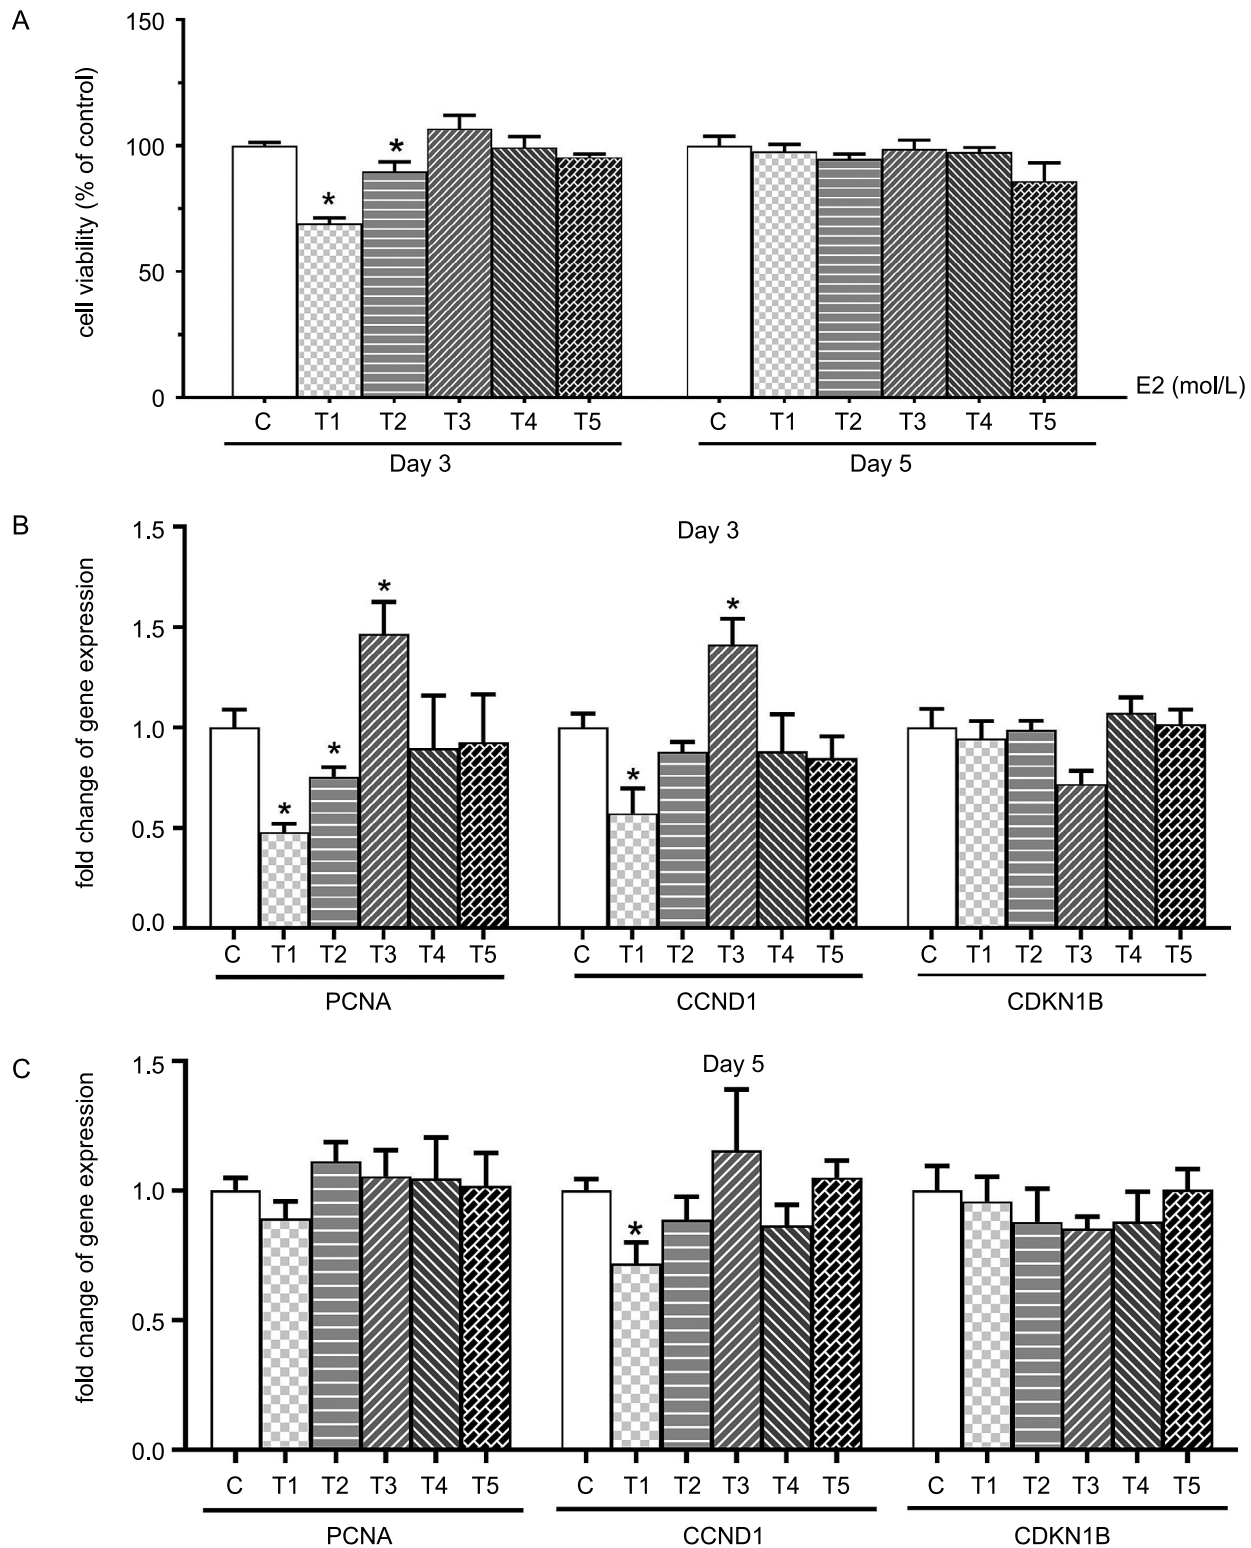 A
cell viability (% of control)
150
100
50
0
* *
E2 (mol/L)
C T1 T2 T3 T4 T5 C T1 T2 T3 T4 T5
Day 3 Day 5
B
Day 3
fold change of gene expression
1.5
1.5
1.0
0.5
0.0
* * * * *
C T1 T2 T3 T4 T5 C T1 T2 T3 T4 T5 C T1 T2 T3 T4 T5
PCNA CCND1 CDKN1B
C
Day 5
fold change of gene expression
1.5
1.0
0.5
0.0
*
C T1 T2 T3 T4 T5 C T1 T2 T3 T4 T5 C T1 T2 T3 T4 T5
PCNA CCND1 CDKN1B